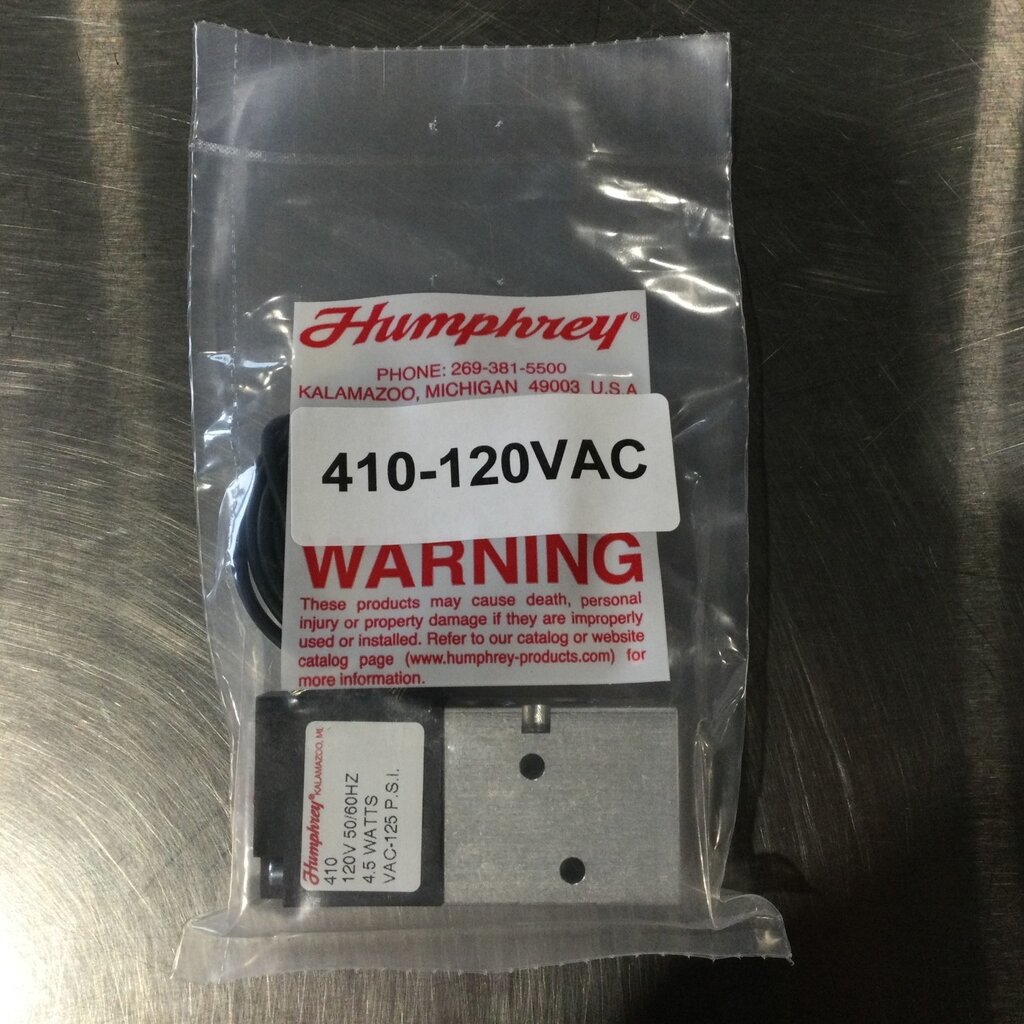 Humphrey®
PHONE: 269-381-5500
KALAMAZOO, MICHIGAN 49003 U.S.A
410-120VAC
WARNING
These products may cause death, personal
injury or property damage if they are improperly
used or installed. Refer to our catalog or website
catalog page (www.humphrey-products.com) for
more information.
Humphrey® KALAMAZOO, MI.
410
120V 50/60HZ
4.5 WATTS
VAC-125 P.S.I.